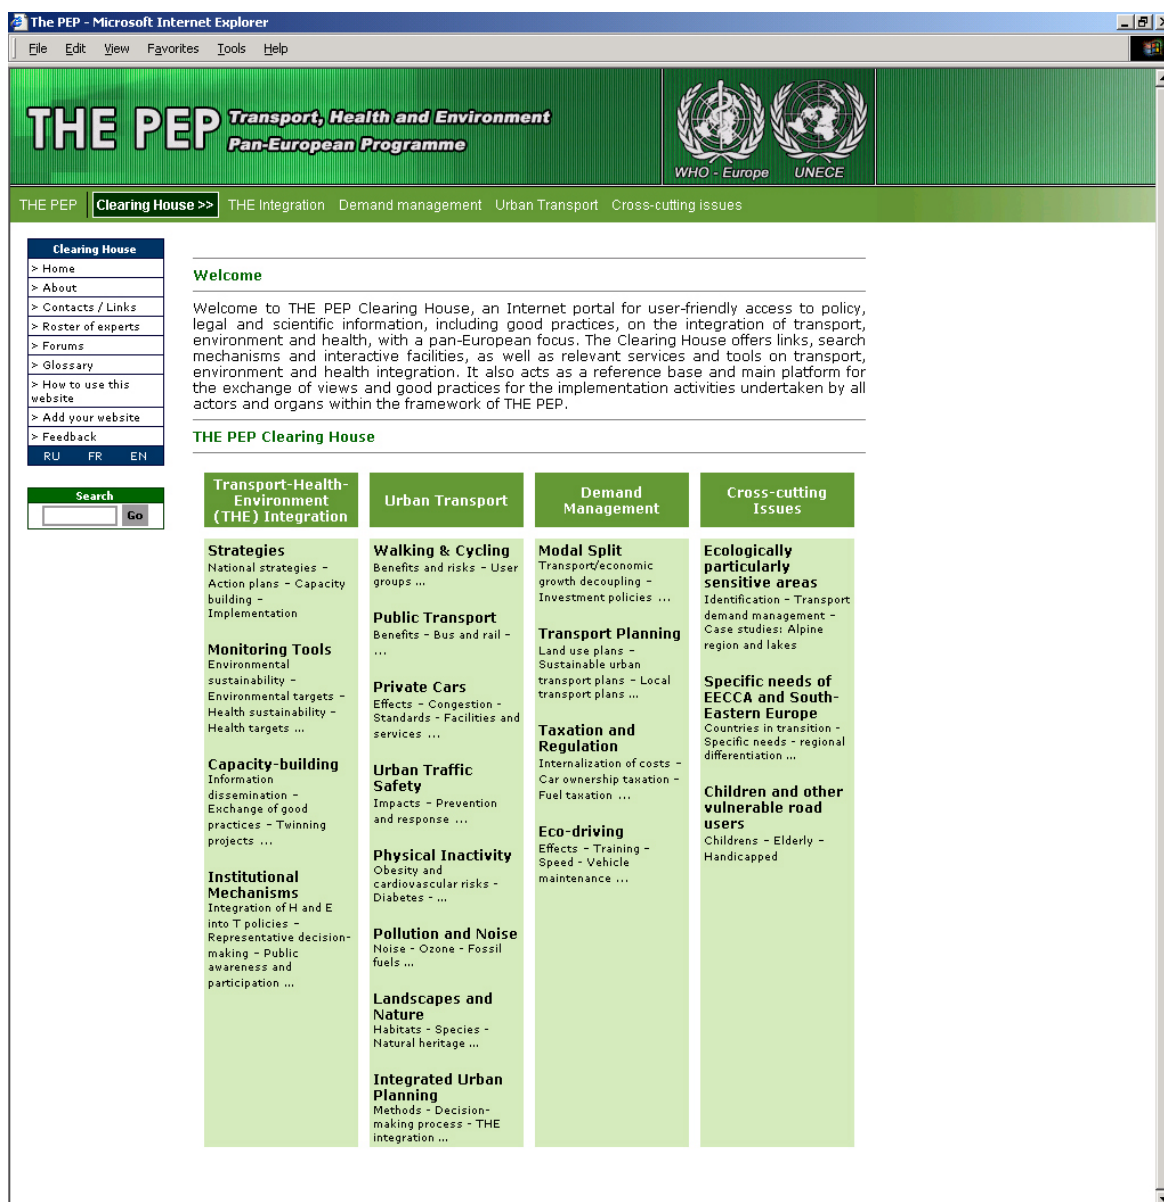 The PEP - Microsoft Internet Explorer
File Edit View Favorites Tools Help
THE PEP Transport, Health and Environment
Pan-European Programme
WHO - Europe UNECE
THE PEP Clearing House >> THE Integration Demand management Urban Transport Cross-cutting issues
Clearing House
> Home
> About
> Contacts / Links
> Roster of experts
> Forums
> Glossary
> How to use this
website
> Add your website
> Feedback
RU FR EN
Search
Go
Welcome
Welcome to THE PEP Clearing House, an Internet portal for user-friendly access to policy,
legal and scientific information, including good practices, on the integration of transport,
environment and health, with a pan-European focus. The Clearing House offers links, search
mechanisms and interactive facilities, as well as relevant services and tools on transport,
environment and health integration. It also acts as a reference base and main platform for
the exchange of views and good practices for the implementation activities undertaken by all
actors and organs within the framework of THE PEP.
THE PEP Clearing House
Transport-Health-
Environment
(THE) Integration
Strategies
National strategies –
Action plans – Capacity
building –
Implementation
Monitoring Tools
Environmental
sustainability –
Environmental targets –
Health sustainability –
Health targets ...
Capacity-building
Information
dissemination –
Exchange of good
practices – Twinning
projects ...
Institutional
Mechanisms
Integration of H and E
into T policies –
Representative decision-
making – Public
awareness and
participation ...
Urban Transport
Walking & Cycling
Benefits and risks – User
groups ...
Public Transport
Benefits – Bus and rail –
...
Private Cars
Effects - Congestion -
Standards - Facilities and
services ...
Urban Traffic
Safety
Impacts – Prevention
and response ...
Physical Inactivity
Obesity and
cardiovascular risks -
Diabetes - ...
Pollution and Noise
Noise - Ozone - Fossil
fuels ...
Landscapes and
Nature
Habitats - Species -
Natural heritage ...
Integrated Urban
Planning
Methods - Decision-
making process - THE
integration ...
Demand
Management
Modal Split
Transport/economic
growth decoupling –
Investment policies ...
Transport Planning
Land use plans –
Sustainable urban
transport plans – Local
transport plans ...
Taxation and
Regulation
Internalization of costs –
Car ownership taxation –
Fuel taxation ...
Eco-driving
Effects – Training –
Speed - Vehicle
maintenance ...
Cross-cutting
Issues
Ecologically
particularly
sensitive areas
Identification – Transport
demand management –
Case studies: Alpine
region and lakes
Specific needs of
EECCA and South-
Eastern Europe
Countries in transition -
Specific needs - regional
differentiation ...
Children and other
vulnerable road
users
Childrens – Elderly –
Handicapped